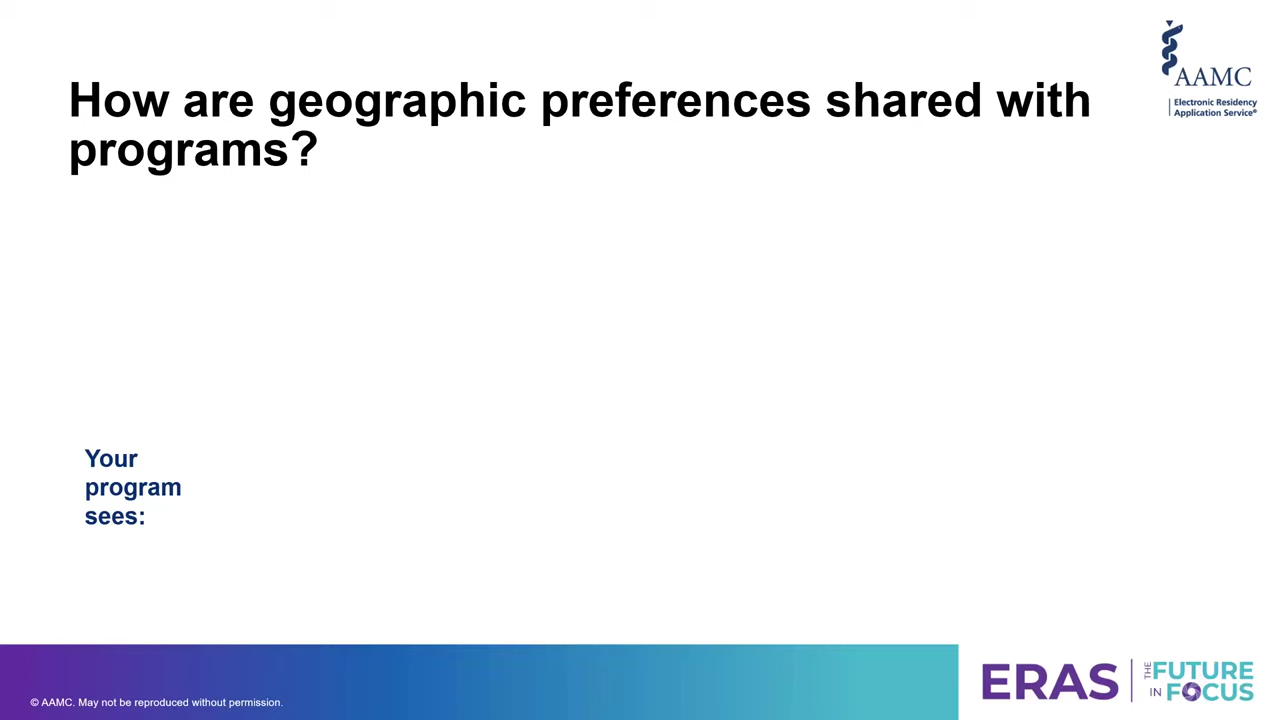 How are geographic preferences shared with
programs?
AAMC
Electronic Residency
Application Service®
Your
program
sees:
© AAMC. May not be reproduced without permission.
ERAS
THE FUTURE
IN FOCUS